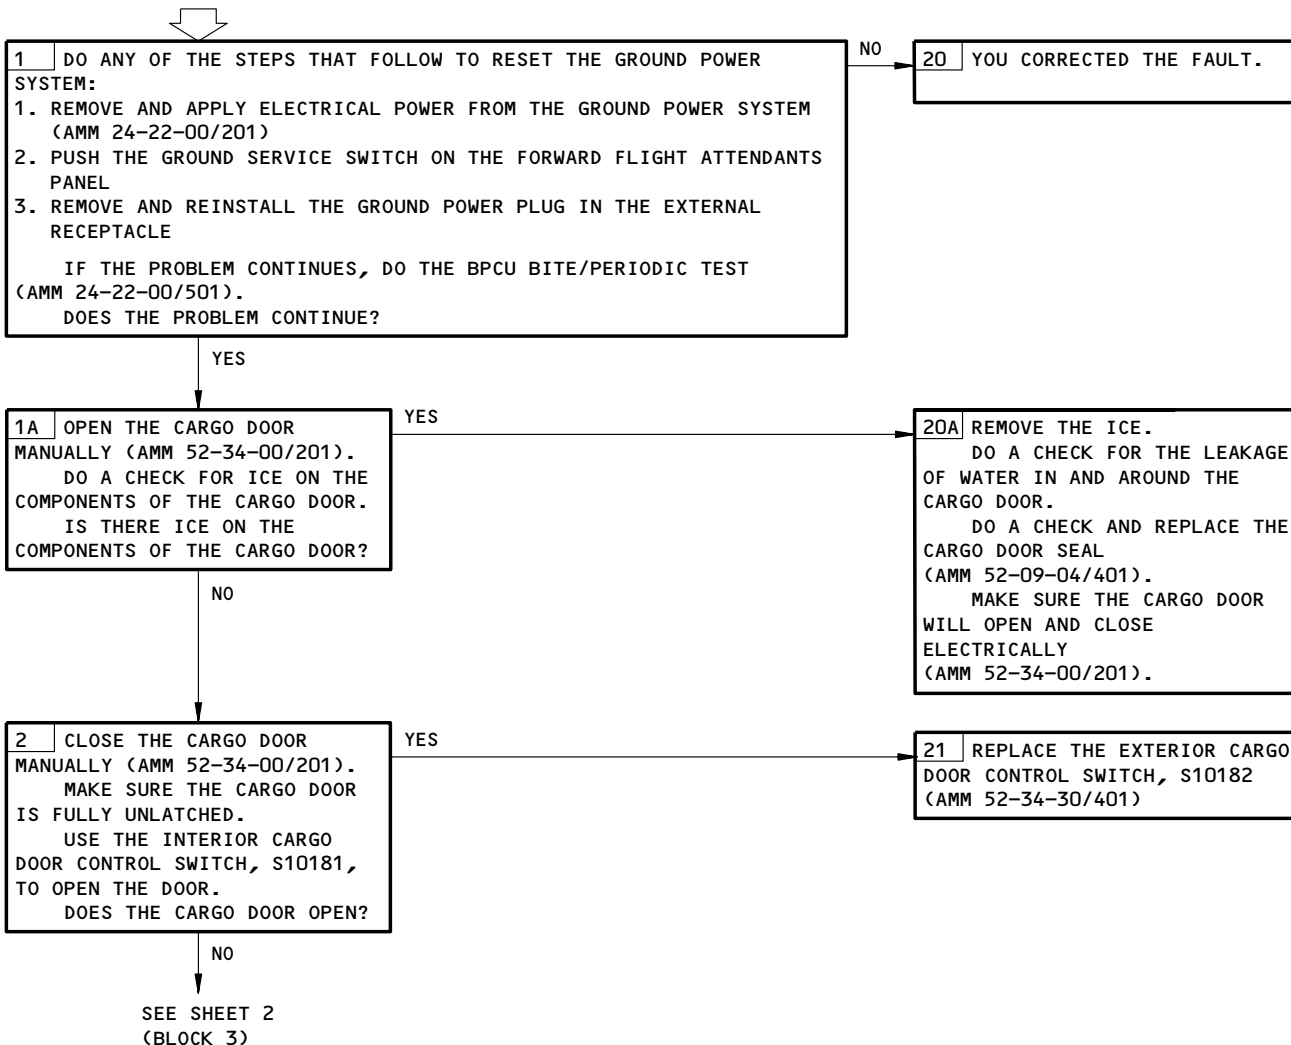 1 DO ANY OF THE STEPS THAT FOLLOW TO RESET THE GROUND POWER
SYSTEM:
1. REMOVE AND APPLY ELECTRICAL POWER FROM THE GROUND POWER SYSTEM
(AMM 24-22-00/201)
2. PUSH THE GROUND SERVICE SWITCH ON THE FORWARD FLIGHT ATTENDANTS
PANEL
3. REMOVE AND REINSTALL THE GROUND POWER PLUG IN THE EXTERNAL
RECEPTACLE
IF THE PROBLEM CONTINUES, DO THE BPCU BITE/PERIODIC TEST
(AMM 24-22-00/501).
DOES THE PROBLEM CONTINUE?
NO
20 YOU CORRECTED THE FAULT.
YES
1A OPEN THE CARGO DOOR
MANUALLY (AMM 52-34-00/201).
DO A CHECK FOR ICE ON THE
COMPONENTS OF THE CARGO DOOR.
IS THERE ICE ON THE
COMPONENTS OF THE CARGO DOOR?
YES
20A REMOVE THE ICE.
DO A CHECK FOR THE LEAKAGE
OF WATER IN AND AROUND THE
CARGO DOOR.
DO A CHECK AND REPLACE THE
CARGO DOOR SEAL
(AMM 52-09-04/401).
MAKE SURE THE CARGO DOOR
WILL OPEN AND CLOSE
ELECTRICALLY
(AMM 52-34-00/201).
NO
2 CLOSE THE CARGO DOOR
MANUALLY (AMM 52-34-00/201).
MAKE SURE THE CARGO DOOR
IS FULLY UNLATCHED.
USE THE INTERIOR CARGO
DOOR CONTROL SWITCH, S10181,
TO OPEN THE DOOR.
DOES THE CARGO DOOR OPEN?
YES
21 REPLACE THE EXTERIOR CARGO
DOOR CONTROL SWITCH, S10182
(AMM 52-34-30/401)
NO
SEE SHEET 2
(BLOCK 3)